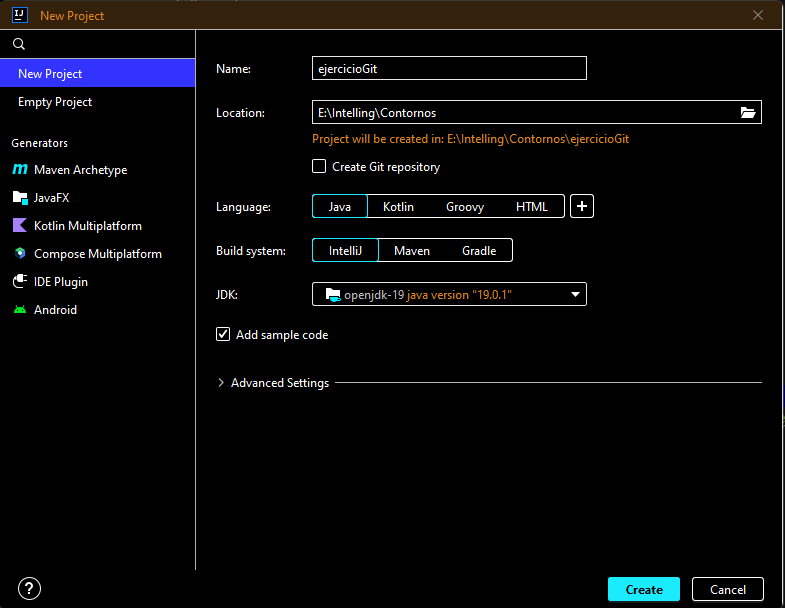 IJ
New Project
New Project
Empty Project
Generators
m Maven Archetype
JavaFX
Kotlin Multiplatform
Compose Multiplatform
IDE Plugin
Android
Name: ejercicioGit
Location: E:\Intelling\Contornos
Project will be created in: E:\Intelling\Contornos\ejercicioGit
Create Git repository
Language: Java Kotlin Groovy HTML +
Build system: IntelliJ Maven Gradle
JDK: openjdk-19 java version "19.0.1"
Add sample code
Advanced Settings
? Create Cancel